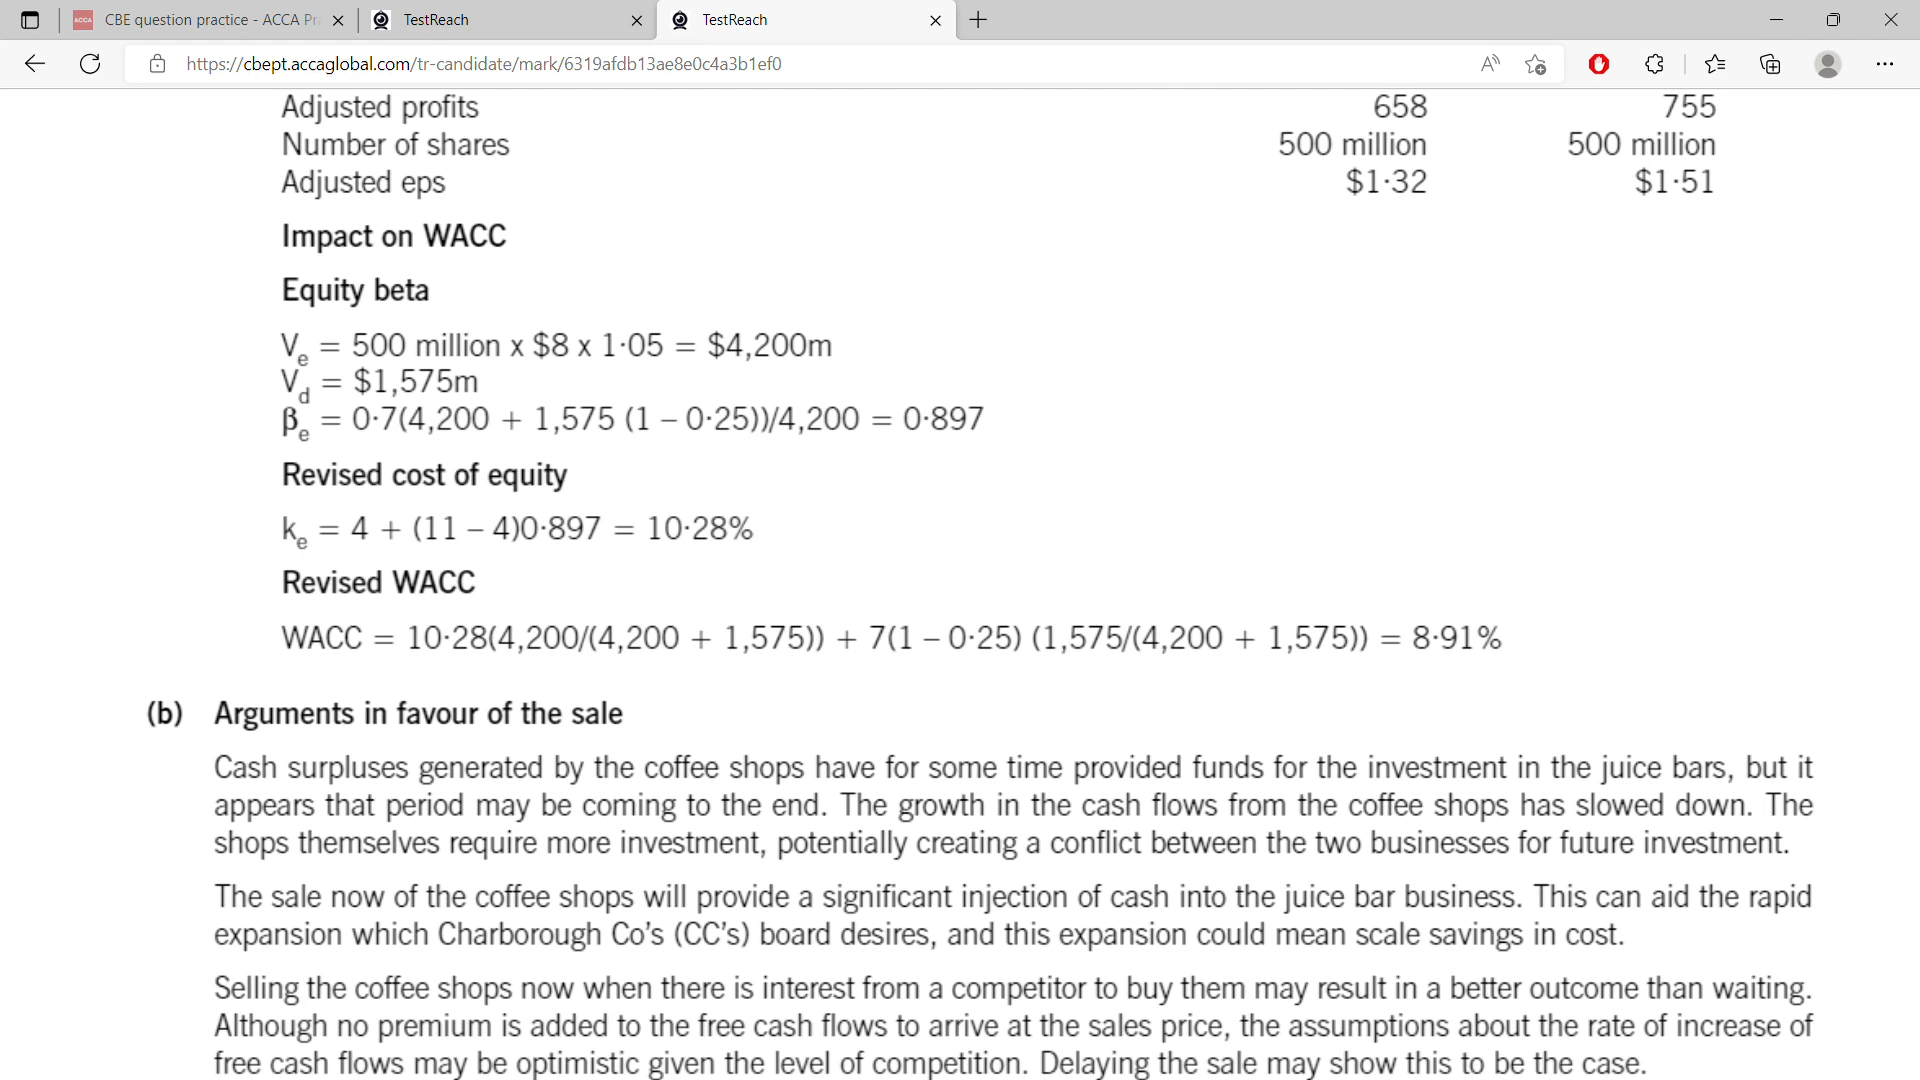 CBE question practice - ACCA Pr
TestReach
TestReach
https://cbept.accaglobal.com/tr-candidate/mark/6319afdb13ae8e0c4a3b1ef0
Adjusted profits 658 755
Number of shares 500 million 500 million
Adjusted eps $1·32 $1·51
Impact on WACC
Equity beta
Ve = 500 million x $8 x 1·05 = $4,200m
Vd = $1,575m
βe = 0·7(4,200 + 1,575 (1 – 0·25))/4,200 = 0·897
Revised cost of equity
ke = 4 + (11 – 4)0·897 = 10·28%
Revised WACC
WACC = 10·28(4,200/(4,200 + 1,575)) + 7(1 – 0·25) (1,575/(4,200 + 1,575)) = 8·91%
(b) Arguments in favour of the sale
Cash surpluses generated by the coffee shops have for some time provided funds for the investment in the juice bars, but it
appears that period may be coming to the end. The growth in the cash flows from the coffee shops has slowed down. The
shops themselves require more investment, potentially creating a conflict between the two businesses for future investment.
The sale now of the coffee shops will provide a significant injection of cash into the juice bar business. This can aid the rapid
expansion which Charborough Co's (CC's) board desires, and this expansion could mean scale savings in cost.
Selling the coffee shops now when there is interest from a competitor to buy them may result in a better outcome than waiting.
Although no premium is added to the free cash flows to arrive at the sales price, the assumptions about the rate of increase of
free cash flows may be optimistic given the level of competition. Delaying the sale may show this to be the case.